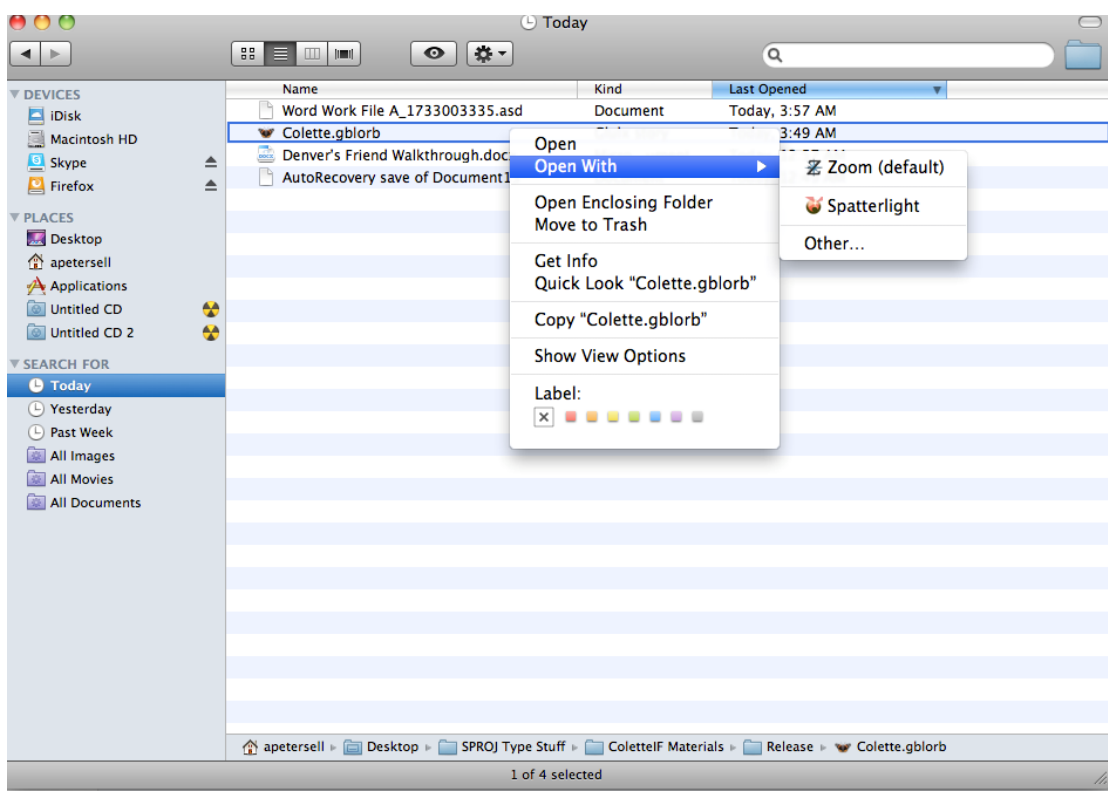 Today
DEVICES
iDisk
Macintosh HD
Skype
Firefox
PLACES
Desktop
apetersell
Applications
Untitled CD
Untitled CD 2
SEARCH FOR
Today
Yesterday
Past Week
All Images
All Movies
All Documents
Name Kind Last Opened
Word Work File A_1733003335.asd Document Today, 3:57 AM
Colette.gblorb 3:49 AM
Denver's Friend Walkthrough.doc
AutoRecovery save of Document1
Open
Open With
Open Enclosing Folder
Move to Trash
Get Info
Quick Look “Colette.gblorb”
Copy “Colette.gblorb”
Show View Options
Label:
Zoom (default)
Spatterlight
Other...
apetersell Desktop SPROJ Type Stuff ColetteIF Materials Release Colette.gblorb
1 of 4 selected